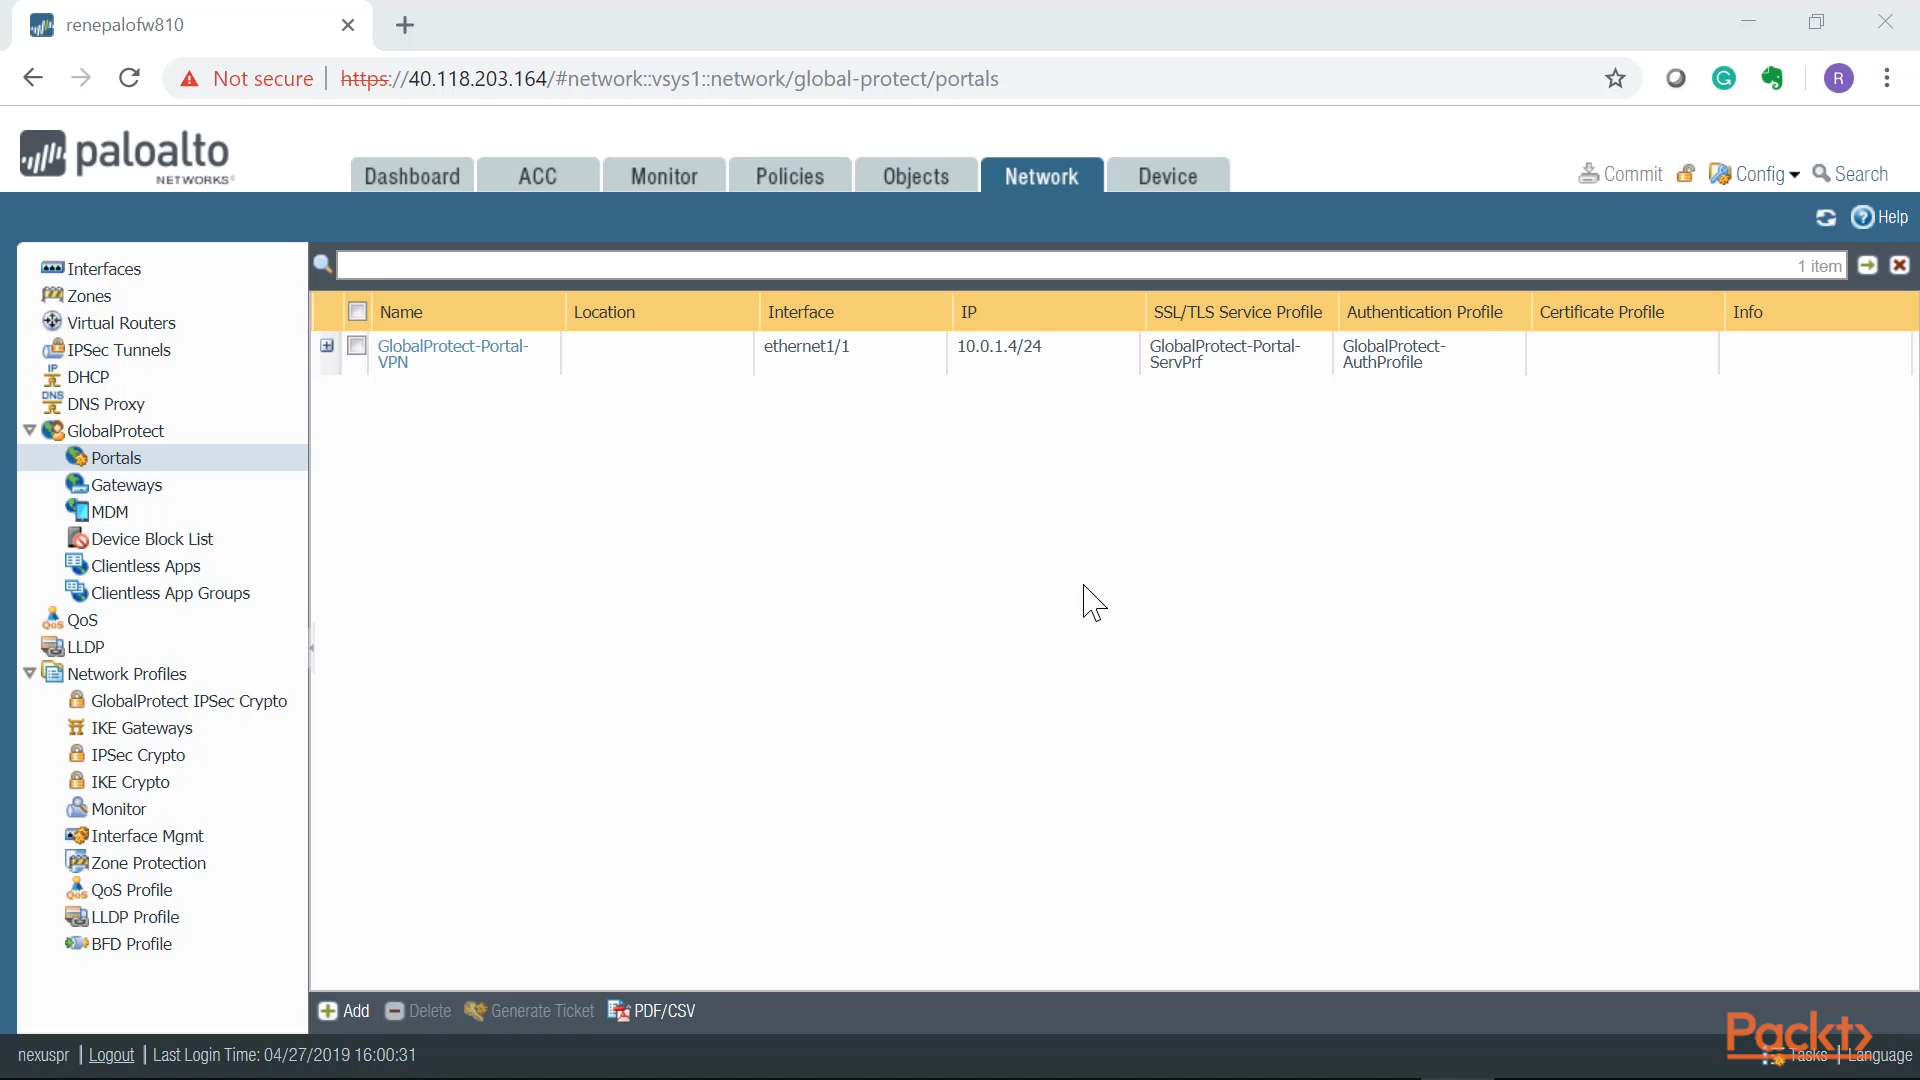 renepalofw810
Not secure
https://40.118.203.164/#network::vsys1::network/global-protect/portals
R
paloalto
NETWORKS®
Dashboard
ACC
Monitor
Policies
Objects
Network
Device
Commit
Config
Search
Help
1 item
Interfaces
Zones
Virtual Routers
IPSec Tunnels
DHCP
DNS Proxy
GlobalProtect
Portals
Gateways
MDM
Device Block List
Clientless Apps
Clientless App Groups
QoS
LLDP
Network Profiles
GlobalProtect IPSec Crypto
IKE Gateways
IPSec Crypto
IKE Crypto
Monitor
Interface Mgmt
Zone Protection
QoS Profile
LLDP Profile
BFD Profile
Name
Location
Interface
IP
SSL/TLS Service Profile
Authentication Profile
Certificate Profile
Info
GlobalProtect-Portal-
VPN
ethernet1/1
10.0.1.4/24
GlobalProtect-Portal-
ServPrf
GlobalProtect-
AuthProfile
Add
Delete
Generate Ticket
PDF/CSV
nexuspr | Logout | Last Login Time: 04/27/2019 16:00:31
Packt>
Tasks | Language